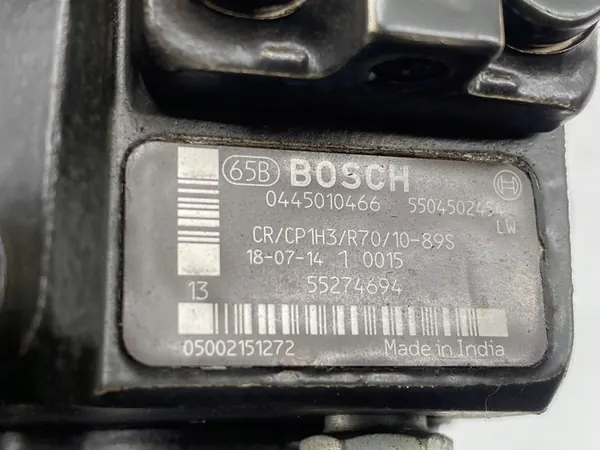 65B BOSCH
0445010466 5504502454
LW
CR/CP1H3/R70/10-89S
18-07-14 1 0015
55274694
13
05002151272 Made in India